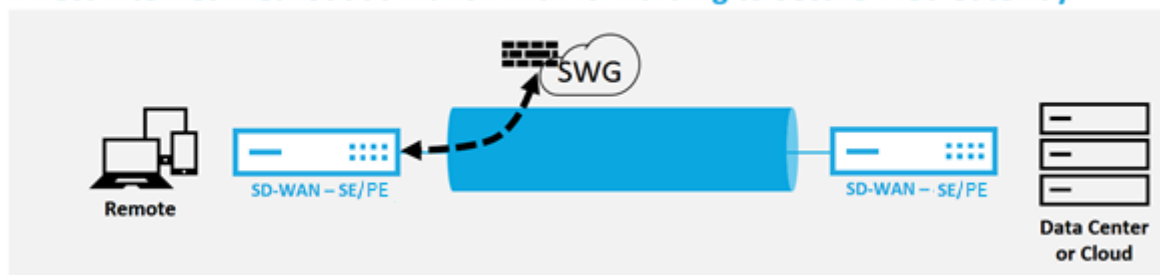 SWG
SD-WAN – SE/PE
SD-WAN – SE/PE
Remote
Data Center
or Cloud